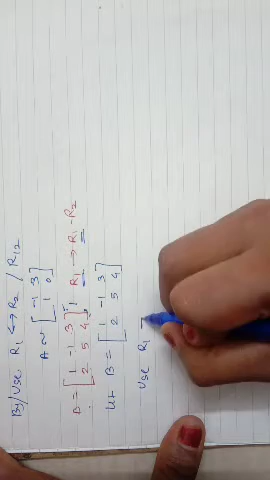 By/Use R₁ ↔ R₂ / R₁₂
A ~ [ -1 3
1 0 ]
B = [ 1 -1 3
2 5 4 ], R₁ → R₁ - R₂
Let B = [ 1 -1 3
2 5 4 ]
Use R₁